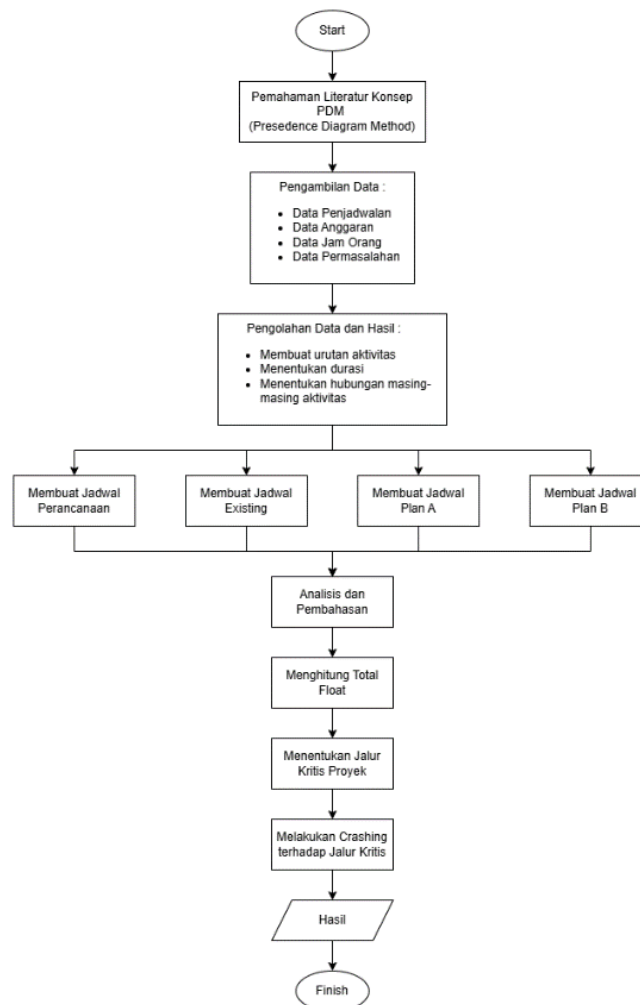 Start
Pemahaman Literatur Konsep
PDM
(Presedence Diagram Method)
Pengambilan Data :
• Data Penjadwalan
• Data Anggaran
• Data Jam Orang
• Data Permasalahan
Pengolahan Data dan Hasil :
• Membuat urutan aktivitas
• Menentukan durasi
• Menentukan hubungan masing-
masing aktivitas
Membuat Jadwal
Perancanaan
Membuat Jadwal
Existing
Membuat Jadwal
Plan A
Membuat Jadwal
Plan B
Analisis dan
Pembahasan
Menghitung Total
Float
Menentukan Jalur
Kritis Proyek
Melakukan Crashing
terhadap Jalur Kritis
Hasil
Finish